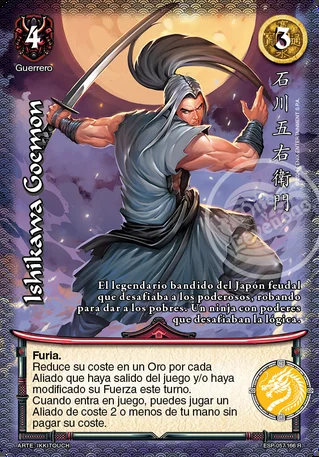 4
3
Guerrero
Ishikawa Goemon
石川五右衛門
El legendario bandido del Japón feudal
que desafiaba a los poderosos, robando
para dar a los pobres. Un ninja con poderes
que desafiaban la lógica.
Furia.
Reduce su coste en un Oro por cada
Aliado que haya salido del juego y/o haya
modificado su Fuerza este turno.
Cuando entra en juego, puedes jugar un
Aliado de coste 2 o menos de tu mano sin
pagar su coste.
ARTE: IKKITOUCH
ESP-057/166 R